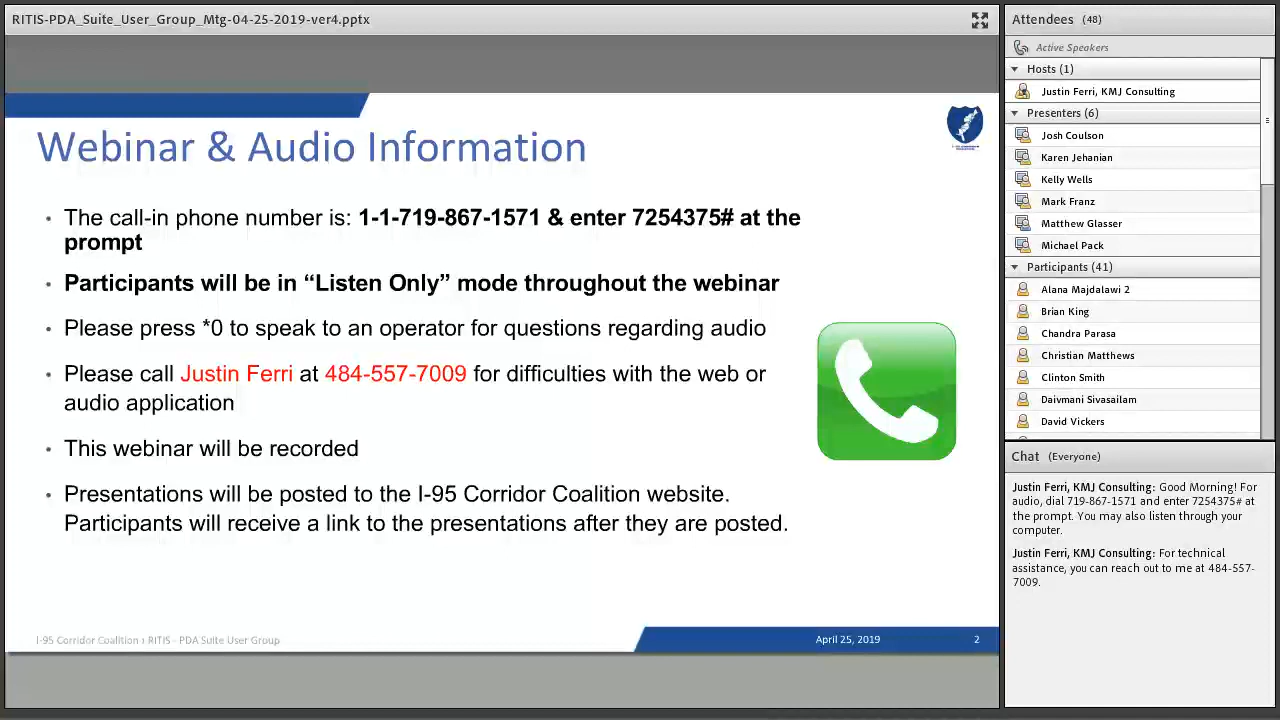 RITIS-PDA_Suite_User_Group_Mtg-04-25-2019-ver4.pptx
Webinar & Audio Information
• The call-in phone number is: 1-1-719-867-1571 & enter 7254375# at the
prompt
• Participants will be in “Listen Only” mode throughout the webinar
• Please press *0 to speak to an operator for questions regarding audio
• Please call Justin Ferri at 484-557-7009 for difficulties with the web or
audio application
• This webinar will be recorded
• Presentations will be posted to the I-95 Corridor Coalition website.
Participants will receive a link to the presentations after they are posted.
I-95 Corridor Coalition ı RITIS - PDA Suite User Group
April 25, 2019
2
Attendees (48)
Active Speakers
Hosts (1)
Justin Ferri, KMJ Consulting
Presenters (6)
Josh Coulson
Karen Jehanian
Kelly Wells
Mark Franz
Matthew Glasser
Michael Pack
Participants (41)
Alana Majdalawi 2
Brian King
Chandra Parasa
Christian Matthews
Clinton Smith
Daivmani Sivasailam
David Vickers
Chat (Everyone)
Justin Ferri, KMJ Consulting: Good Morning! For
audio, dial 719-867-1571 and enter 7254375# at
the prompt. You may also listen through your
computer.
Justin Ferri, KMJ Consulting: For technical
assistance, you can reach out to me at 484-557-
7009.